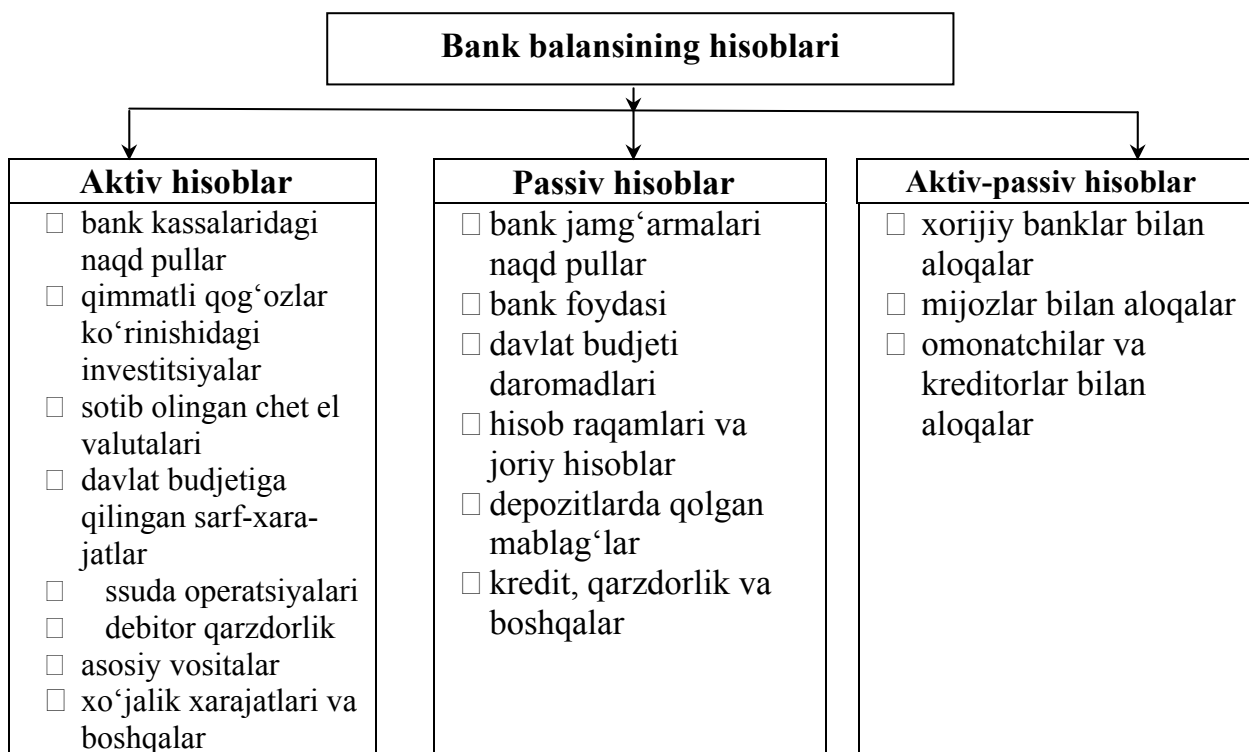 Bank balansining hisoblari
Aktiv hisoblar
□ bank kassalaridagi
naqd pullar
□ qimmatli qog‘ozlar
ko‘rinishidagi
investitsiyalar
□ sotib olingan chet el
valutalari
□ davlat budjetiga
qilingan sarf-xara-
jatlar
□ ssuda operatsiyalari
□ debitor qarzdorlik
□ asosiy vositalar
□ xo‘jalik xarajatlari va
boshqalar
Passiv hisoblar
□ bank jamg‘armalari
naqd pullar
□ bank foydasi
□ davlat budjeti
daromadlari
□ hisob raqamlari va
joriy hisoblar
□ depozitlarda qolgan
mablag‘lar
□ kredit, qarzdorlik va
boshqalar
Aktiv-passiv hisoblar
□ xorijiy banklar bilan
aloqalar
□ mijozlar bilan aloqalar
□ omonatchilar va
kreditorlar bilan
aloqalar